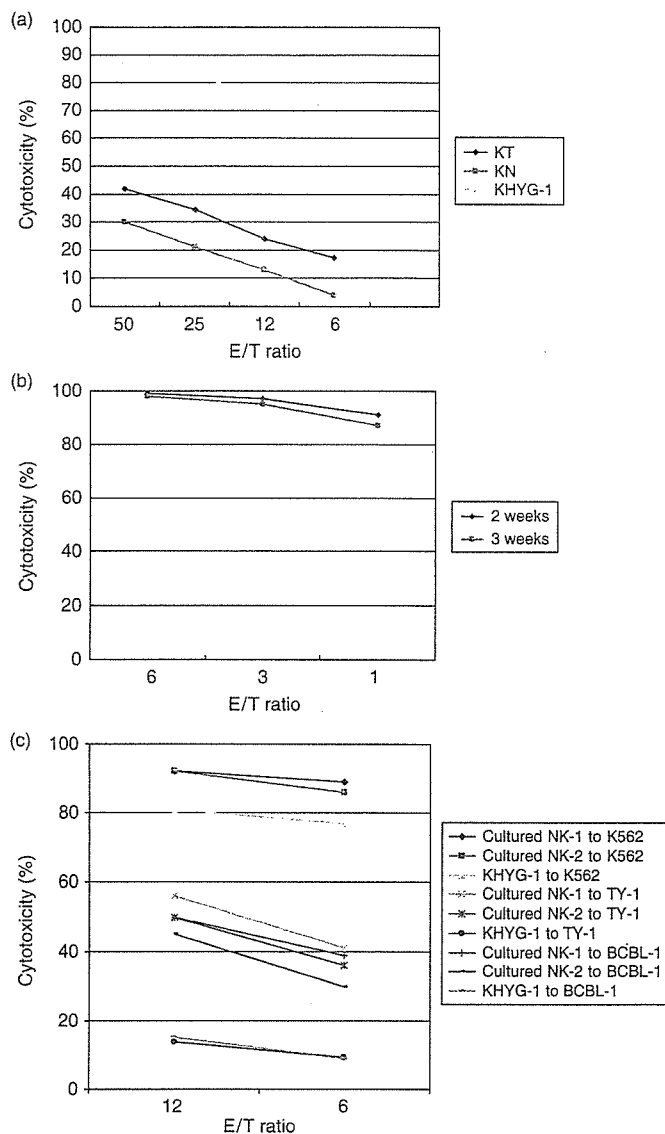 (a)
100
90
80
70
60
50
40
30
20
10
0
Cytotoxicity (%)
50 25 12 6
E/T ratio
KT
KN
KHYG-1
(b)
100
80
60
40
20
0
Cytotoxicity (%)
6 3 1
E/T ratio
2 weeks
3 weeks
(c)
100
80
60
40
20
0
Cytotoxicity (%)
12 6
E/T ratio
Cultured NK-1 to K562
Cultured NK-2 to K562
KHYG-1 to K562
Cultured NK-1 to TY-1
Cultured NK-2 to TY-1
KHYG-1 to TY-1
Cultured NK-1 to BCBL-1
Cultured NK-2 to BCBL-1
KHYG-1 to BCBL-1